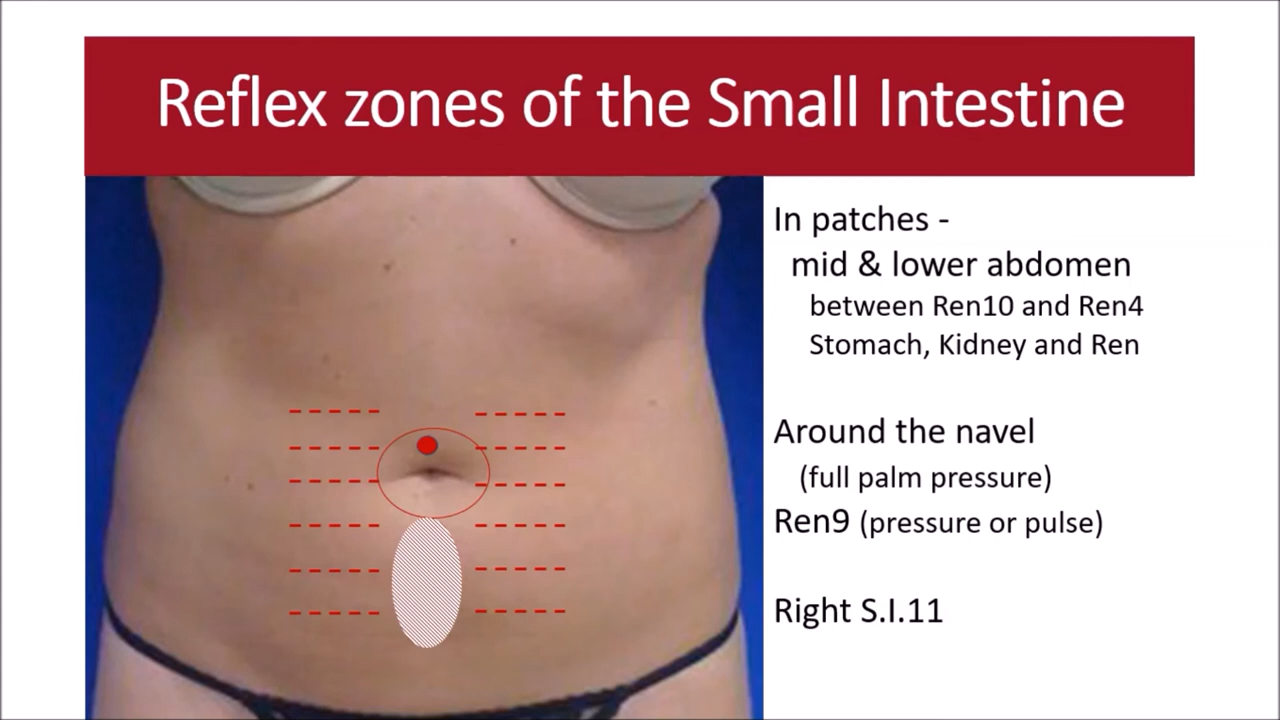 Reflex zones of the Small Intestine
In patches -
mid & lower abdomen
between Ren10 and Ren4
Stomach, Kidney and Ren
Around the navel
(full palm pressure)
Ren9 (pressure or pulse)
Right S.I.11